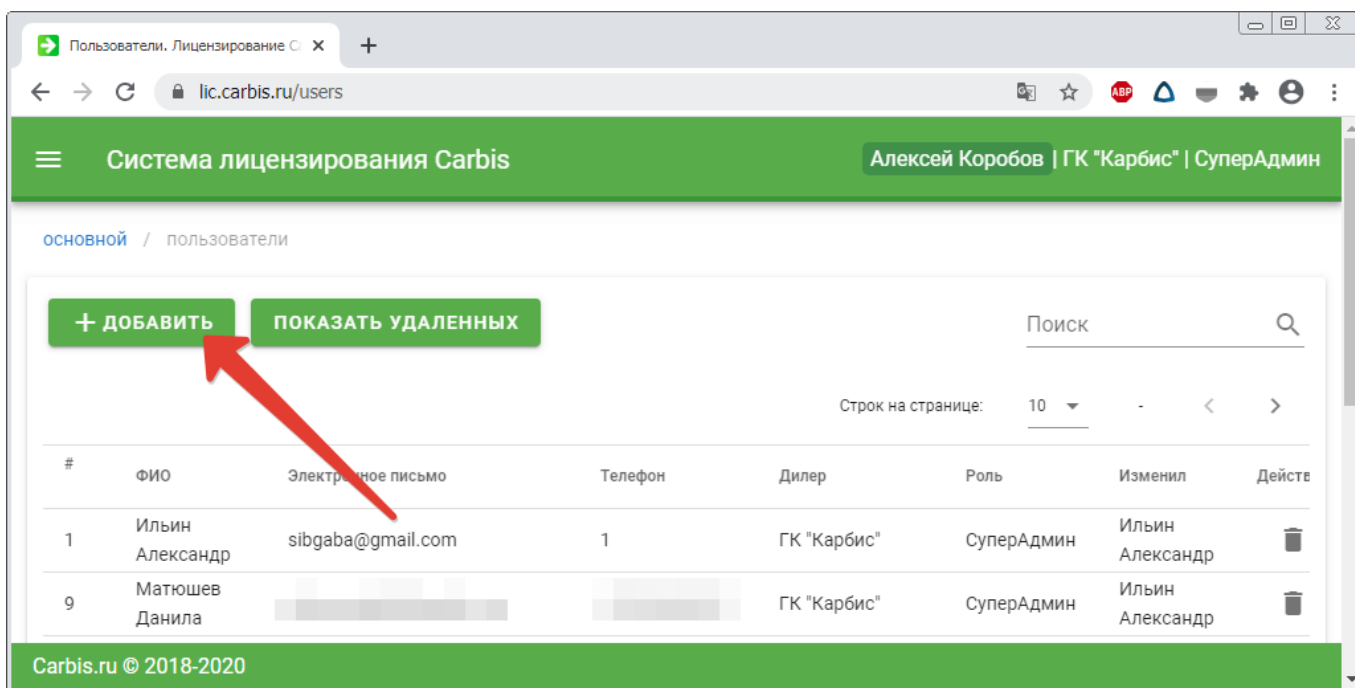 Пользователи. Лицензирование С
lic.carbis.ru/users
ABP
Система лицензирования Carbis
Алексей Коробов | ГК "Карбис" | СуперАдмин
основной / пользователи
+ ДОБАВИТЬ ПОКАЗАТЬ УДАЛЕННЫХ Поиск
Строк на странице: 10 -
# ФИО Электронное письмо Телефон Дилер Роль Изменил Действ
1 Ильин Александр sibgaba@gmail.com 1 ГК "Карбис" СуперАдмин Ильин Александр
9 Матюшев Данила ГК "Карбис" СуперАдмин Ильин Александр
Carbis.ru © 2018-2020